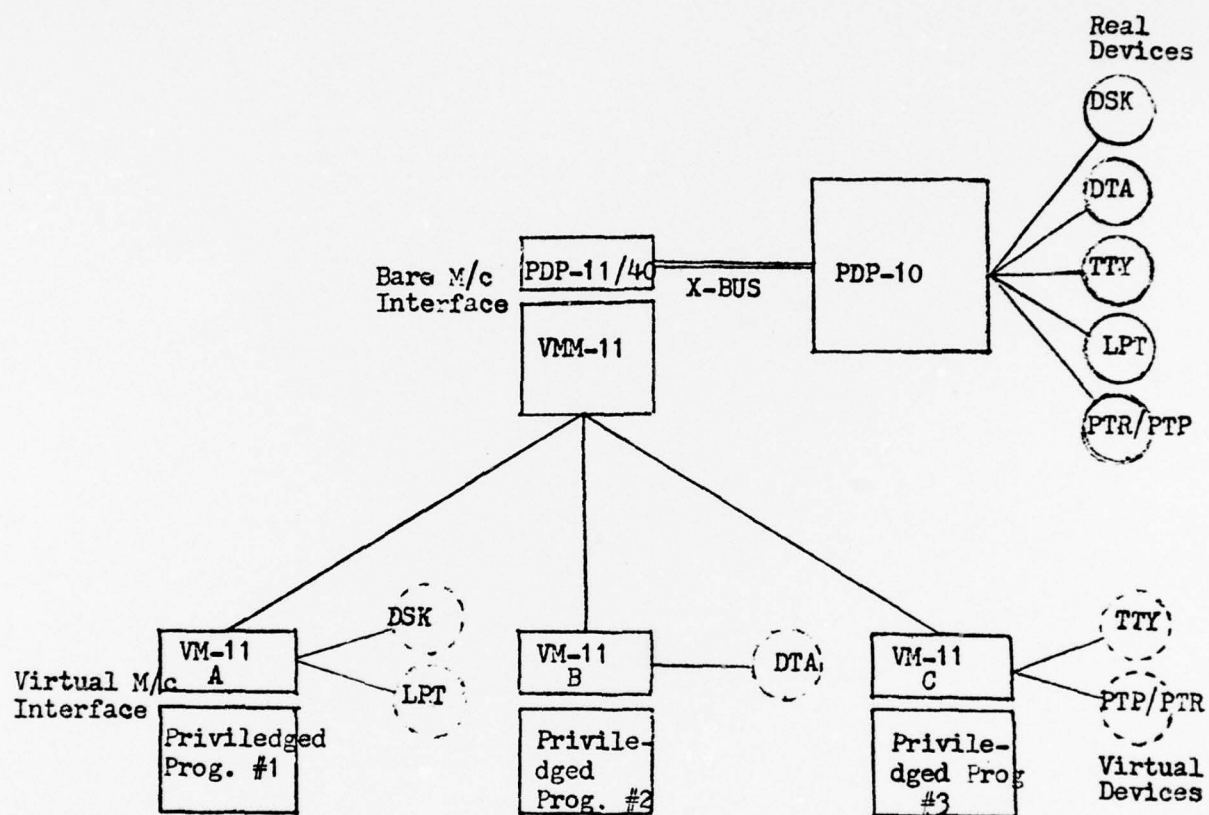 Real
Devices
DSK
DTA
TTY
LPT
PTR/PTP
PDP-11/40
X-BUS
PDP-10
Bare M/c
Interface
VMM-11
DSK
LPT
VM-11
A
Virtual M/c
Interface
Priviledged
Prog. #1
VM-11
B
DTA
Privile-
dged
Prog. #2
VM-11
C
TTY
PTP/PTR
Privile-
dged Prog
#3
Virtual
Devices